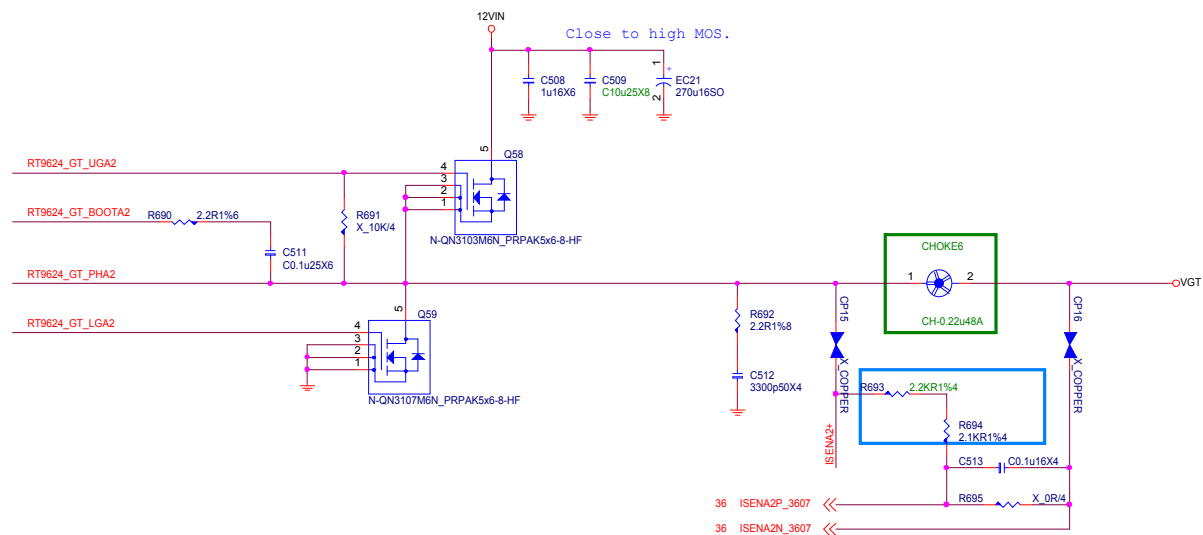 12VIN
Close to high MOS.
C508
1u16X6
C509
C10u25X8
1
+
2
EC21
270u16SO
5
Q58
RT9624_GT_UGA2
4
3
2
1
RT9624_GT_BOOTA2
R690
2.2R1%6
R691
X_10K/4
N-QN3103M6N_PRPAK5x6-8-HF
C511
C0.1u25X6
CHOKE6
RT9624_GT_PHA2
1
2
VGT
5
Q59
CP15
CP16
RT9624_GT_LGA2
4
3
2
1
R692
2.2R1%8
CH-0.22u48A
C512
3300p50X4
X_COPPER
X_COPPER
N-QN3107M6N_PRPAK5x6-8-HF
R693
2.2KR1%4
R694
2.1KR1%4
ISENA2+
C513
C0.1u16X4
R695
X_0R/4
36 ISENA2P_3607
36 ISENA2N_3607